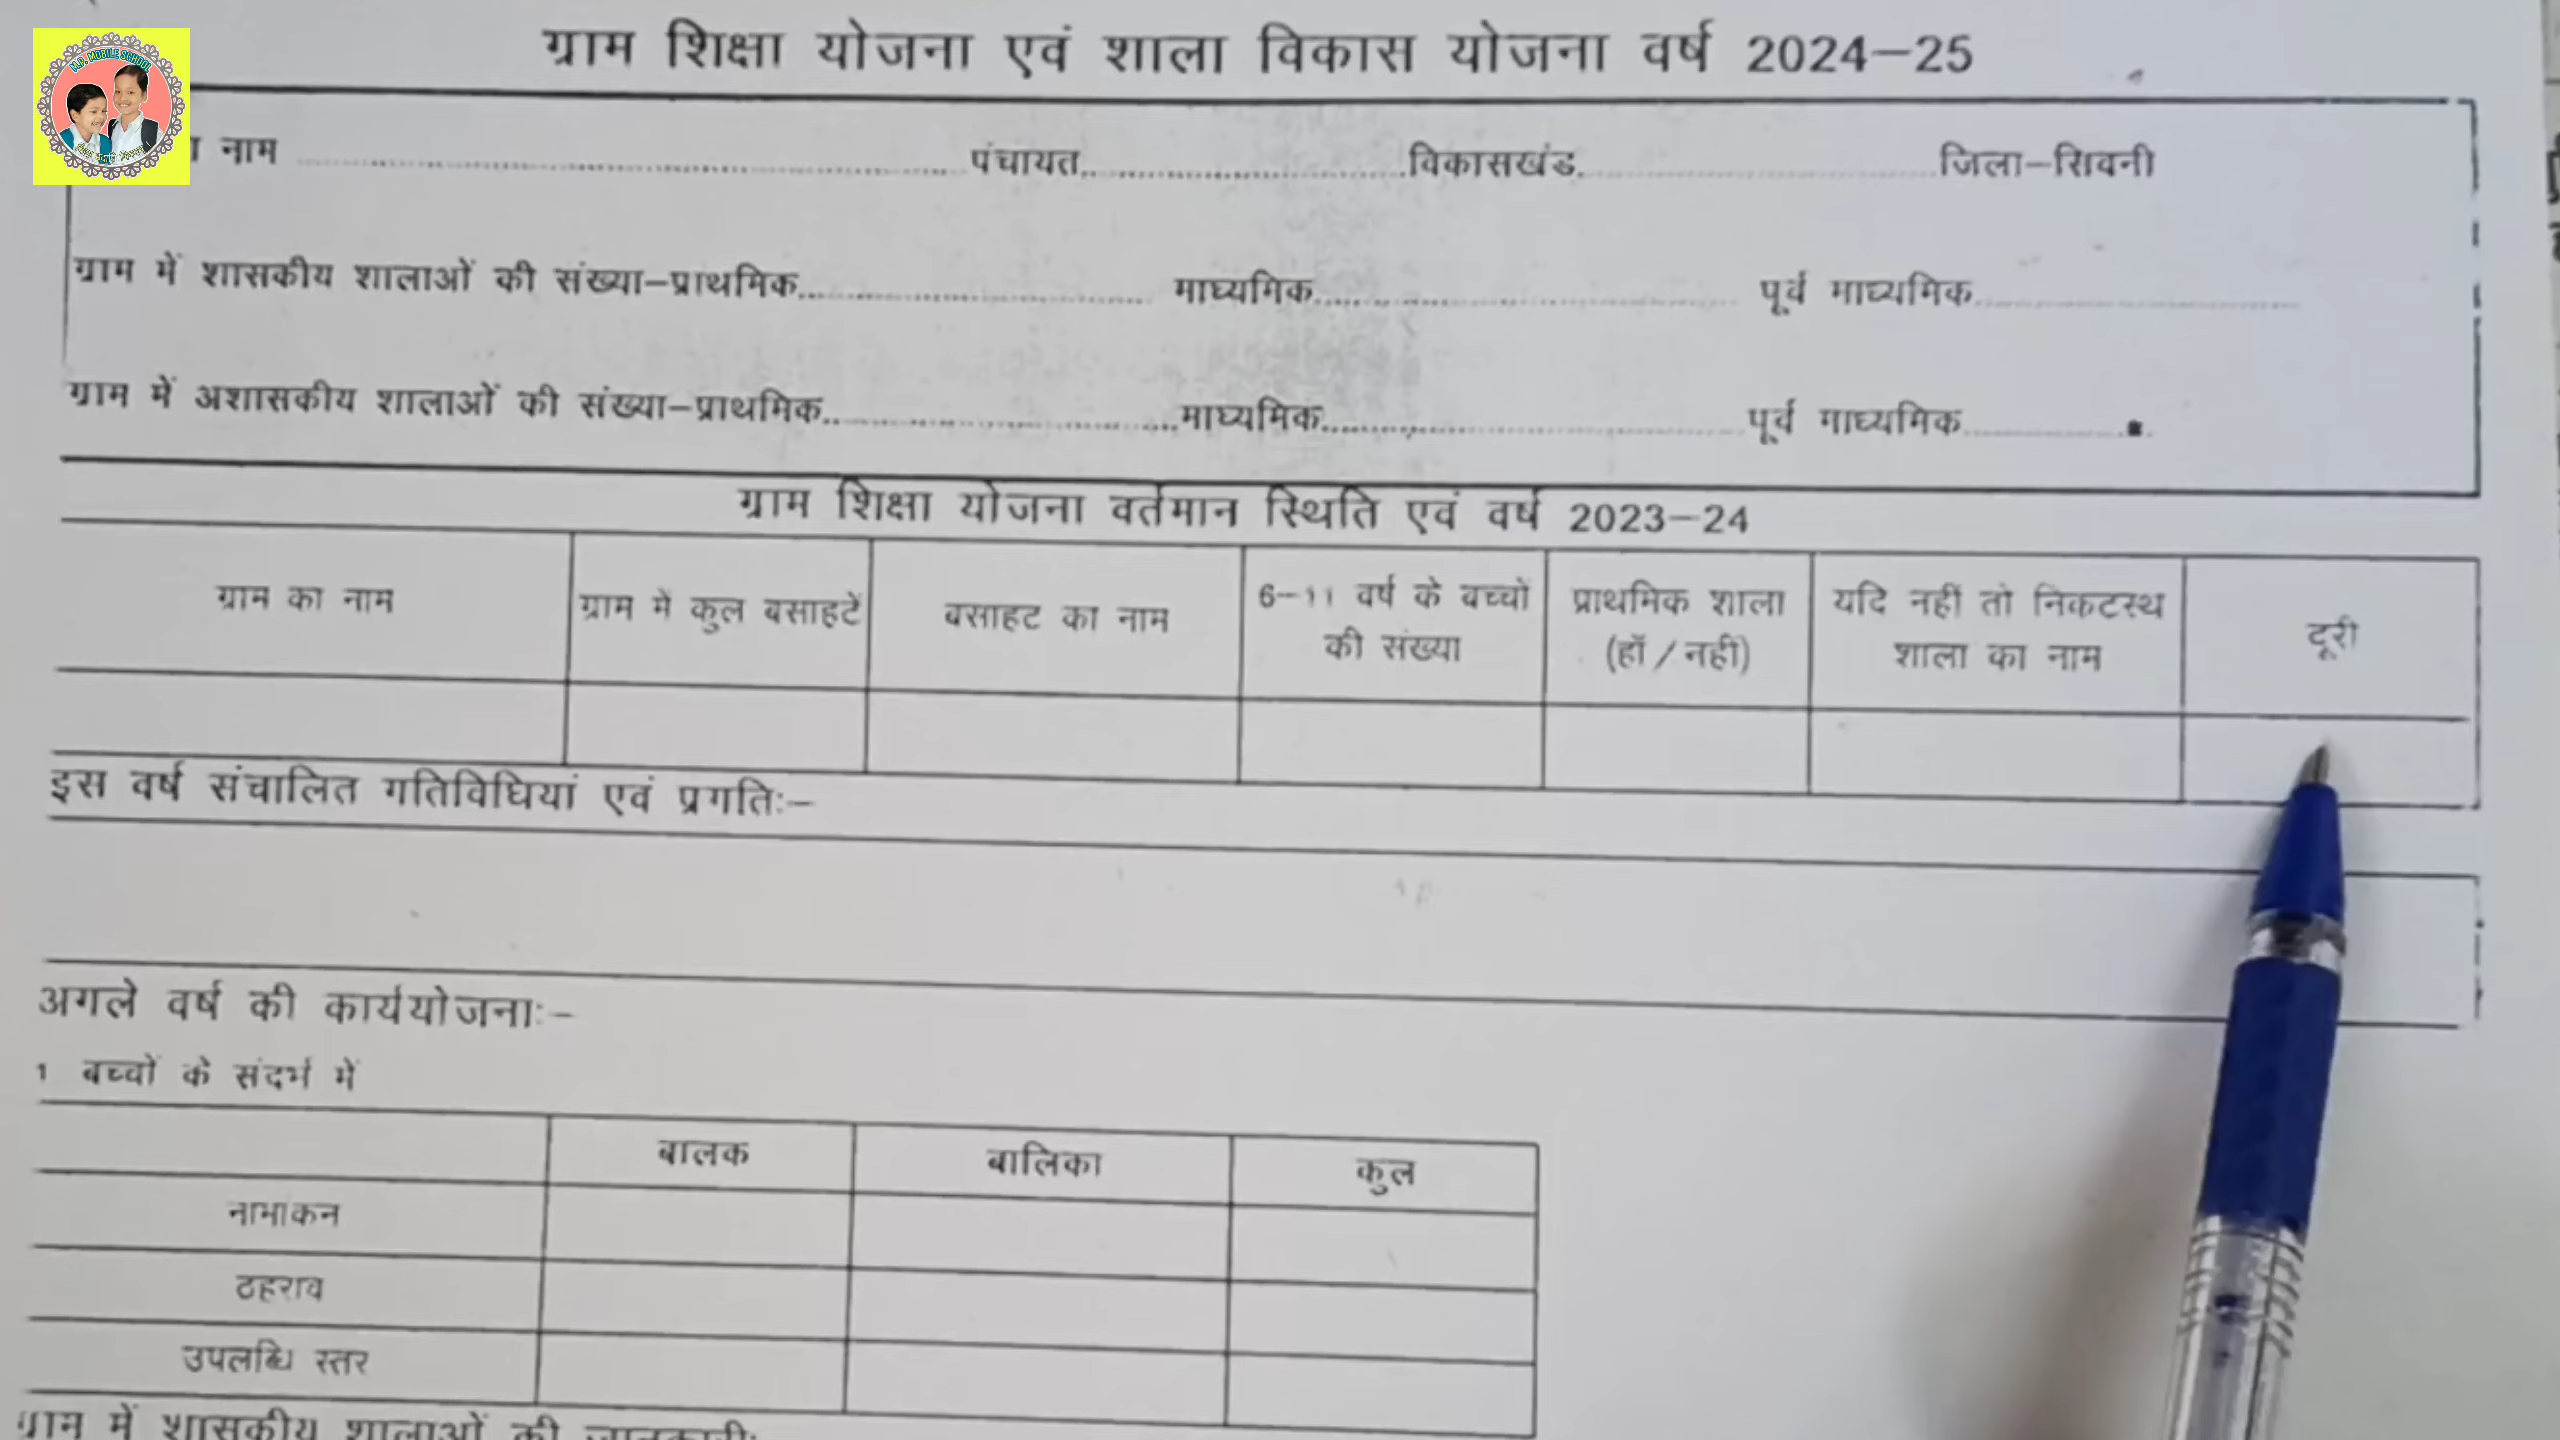 ग्राम शिक्षा योजना एवं शाला विकास योजना वर्ष 2024–25
M.P. MOBILE SCHOOL
नाम ........ पंचायत ........ विकासखंड ........ जिला–सिवनी
ग्राम में शासकीय शालाओं की संख्या–प्राथमिक ........ माध्यमिक ........ पूर्व माध्यमिक ........
ग्राम में अशासकीय शालाओं की संख्या–प्राथमिक ........ माध्यमिक ........ पूर्व माध्यमिक ........
ग्राम शिक्षा योजना वर्तमान स्थिति एवं वर्ष 2023–24
ग्राम का नाम | ग्राम में कुल बसाहटें | बसाहट का नाम | 6–11 वर्ष के बच्चों की संख्या | प्राथमिक शाला (हॉ / नहीं) | यदि नहीं तो निकटस्थ शाला का नाम | दूरी
इस वर्ष संचालित गतिविधियां एवं प्रगतिः–
अगले वर्ष की कार्ययोजनाः–
1 बच्चों के संदर्भ में
बालक | बालिका | कुल
नामांकन
ठहराव
उपलब्धि स्तर
ग्राम में शासकीय शालाओं की जानकारी: